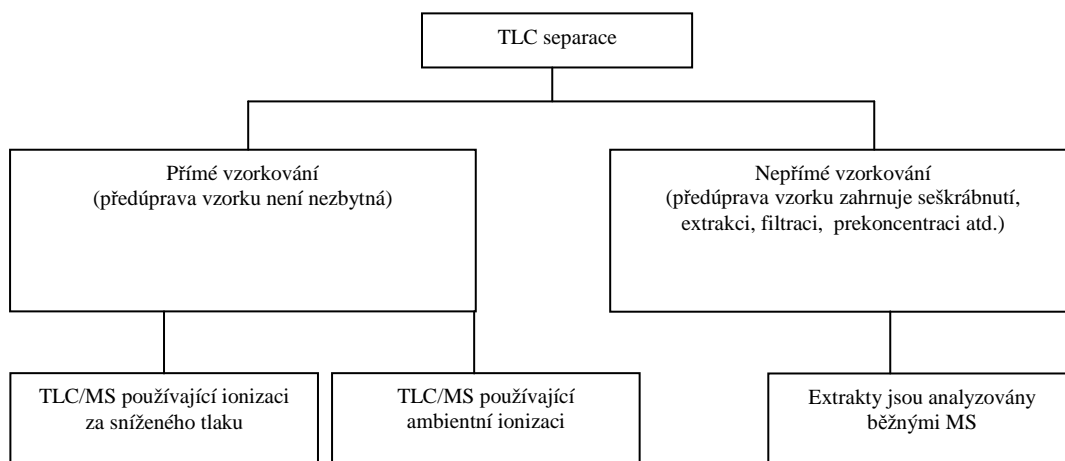 TLC separace
Přímé vzorkování
(předúprava vzorku není nezbytná)
Nepřímé vzorkování
(předúprava vzorku zahrnuje seškrábnutí,
extrakci, filtraci, prekoncentraci atd.)
TLC/MS používající ionizaci
za sníženého tlaku
TLC/MS používající
ambientní ionizaci
Extrakty jsou analyzovány
běžnými MS